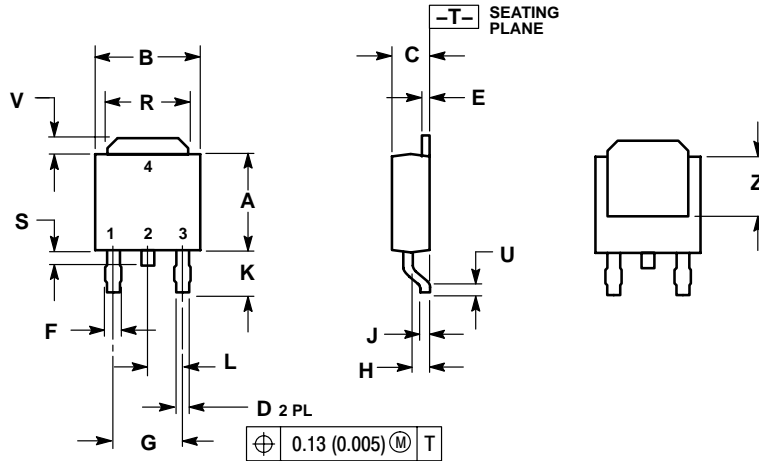 –T– SEATING
PLANE
B
C
V
R
E
4
A
Z
S
1 2 3
K
U
F
J
L
H
D 2 PL
G
⌖ 0.13 (0.005) Ⓜ T